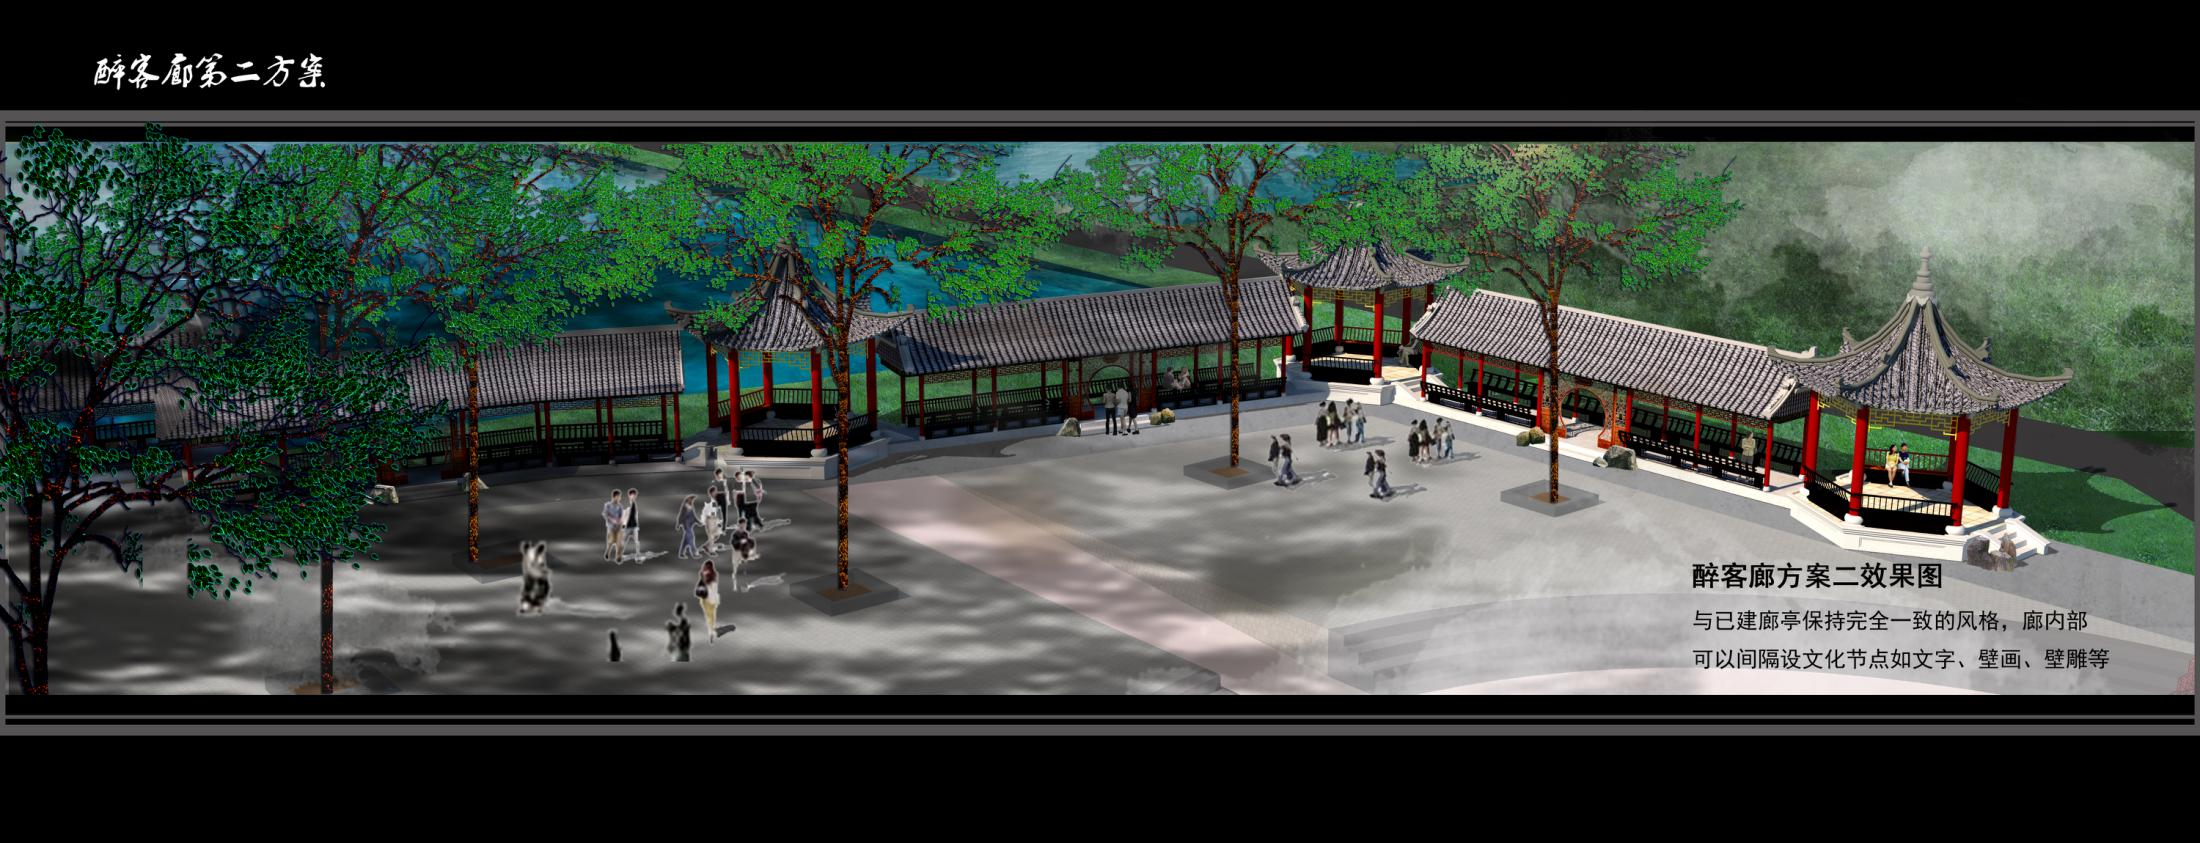 醉客廊第二方案
醉客廊方案二效果图
与已建廊亭保持完全一致的风格，廊内部
可以间隔设文化节点如文字、壁画、壁雕等